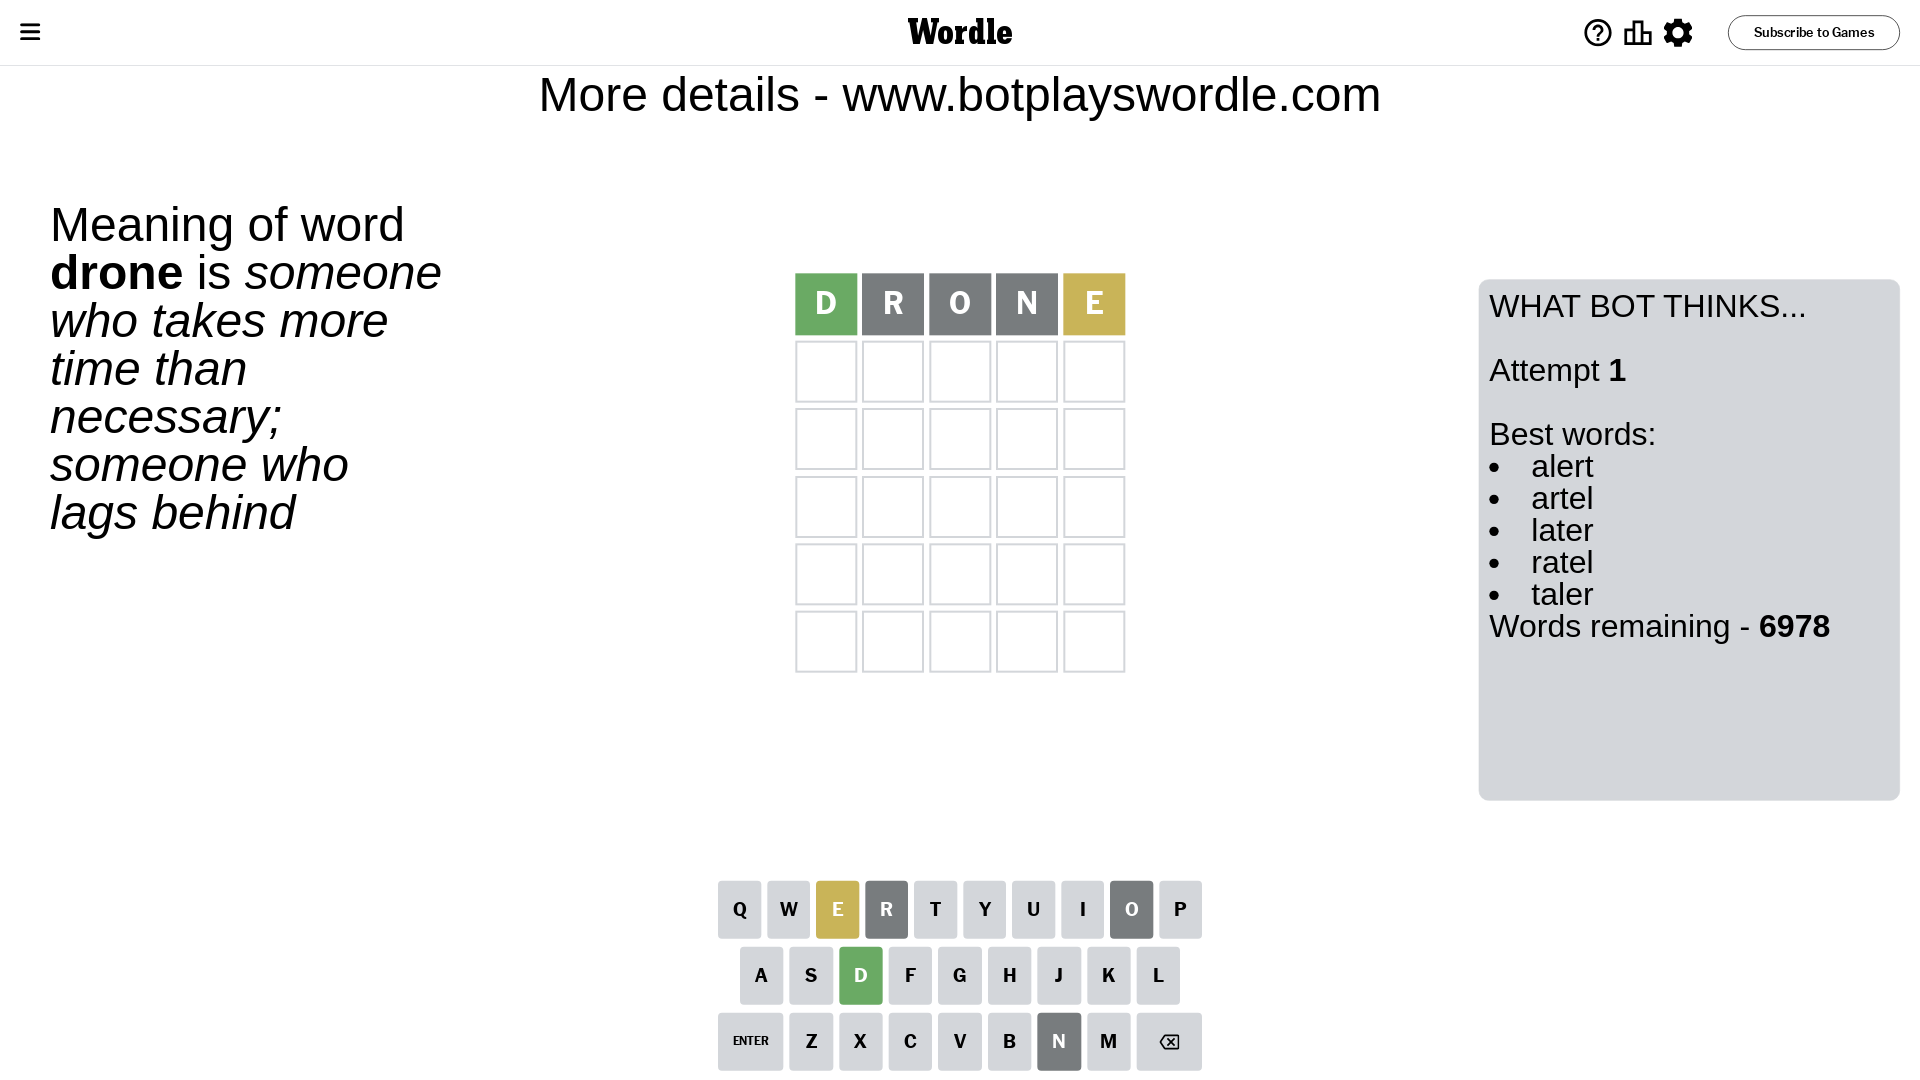 Wordle
Subscribe to Games
More details - www.botplayswordle.com
Meaning of word
drone is someone
who takes more
time than
necessary;
someone who
lags behind
D R O N E
WHAT BOT THINKS...
Attempt 1
Best words:
• alert
• artel
• later
• ratel
• taler
Words remaining - 6978
Q W E R T Y U I O P
A S D F G H J K L
ENTER Z X C V B N M